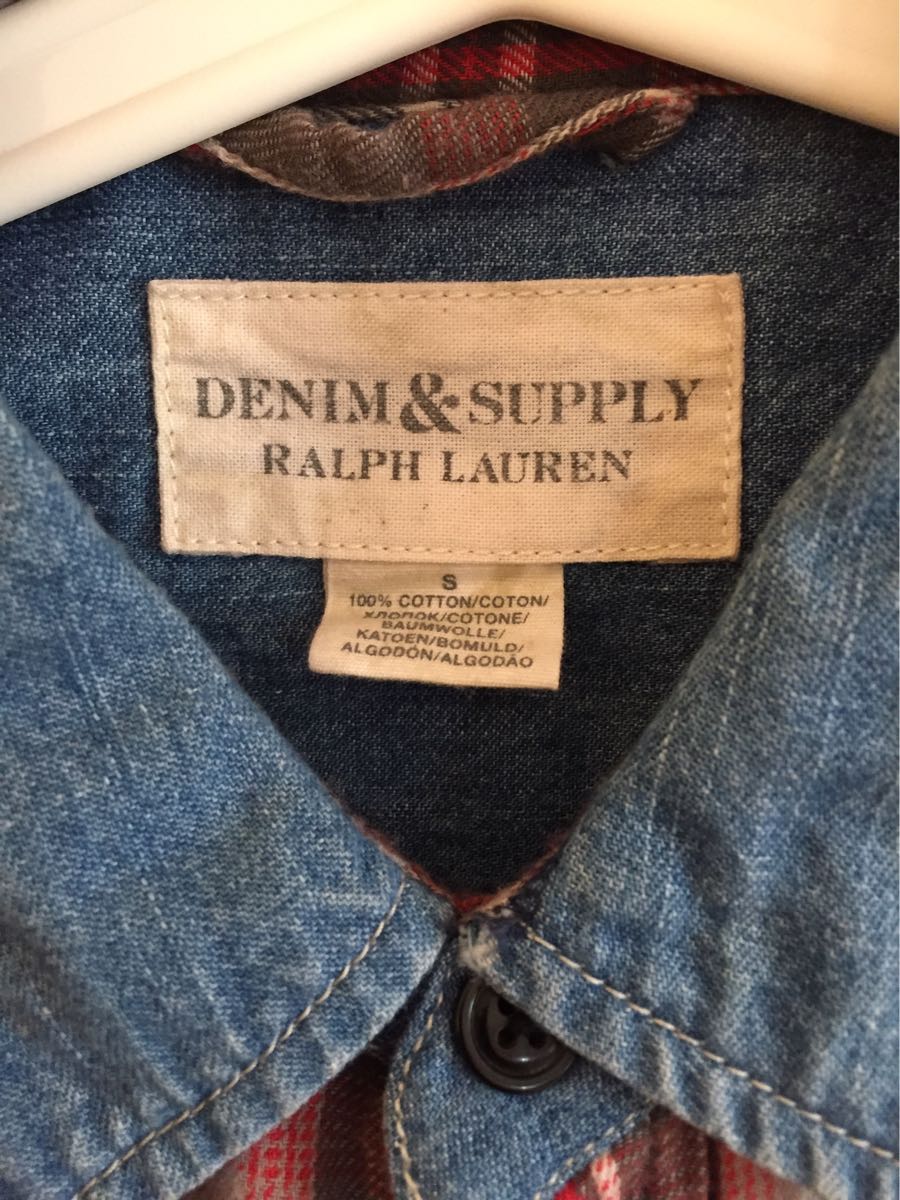 DENIM & SUPPLY
RALPH LAUREN
S
100% COTTON/COTON/
ХЛОПОК/COTONE/
BAUMWOLLE/
KATOEN/BOMULD/
ALGODÓN/ALGODÃO